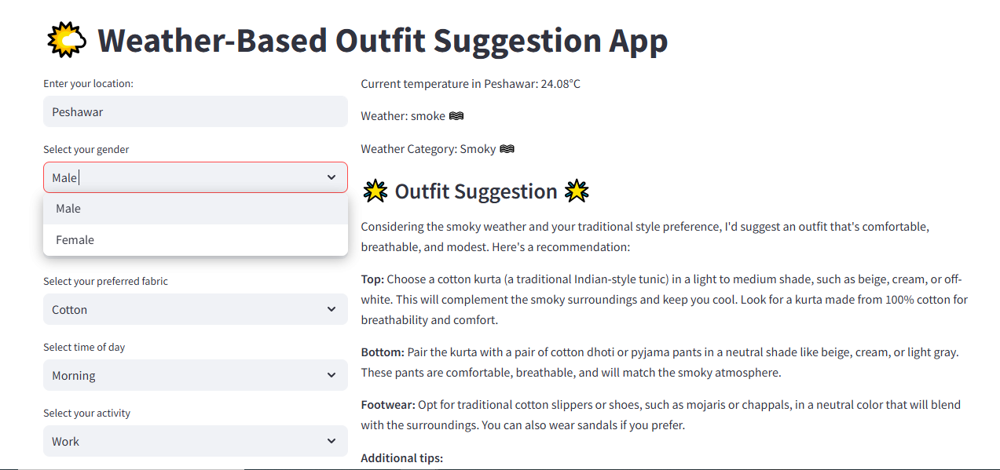 Weather-Based Outfit Suggestion App
Enter your location:
Peshawar
Select your gender
Male
Male
Female
Select your preferred fabric
Cotton
Select time of day
Morning
Select your activity
Work
Current temperature in Peshawar: 24.08°C
Weather: smoke
Weather Category: Smoky
Outfit Suggestion
Considering the smoky weather and your traditional style preference, I'd suggest an outfit that's comfortable,
breathable, and modest. Here's a recommendation:
Top: Choose a cotton kurta (a traditional Indian-style tunic) in a light to medium shade, such as beige, cream, or off-
white. This will complement the smoky surroundings and keep you cool. Look for a kurta made from 100% cotton for
breathability and comfort.
Bottom: Pair the kurta with a pair of cotton dhoti or pyjama pants in a neutral shade like beige, cream, or light gray.
These pants are comfortable, breathable, and will match the smoky atmosphere.
Footwear: Opt for traditional cotton slippers or shoes, such as mojaris or chappals, in a neutral color that will blend
with the surroundings. You can also wear sandals if you prefer.
Additional tips: